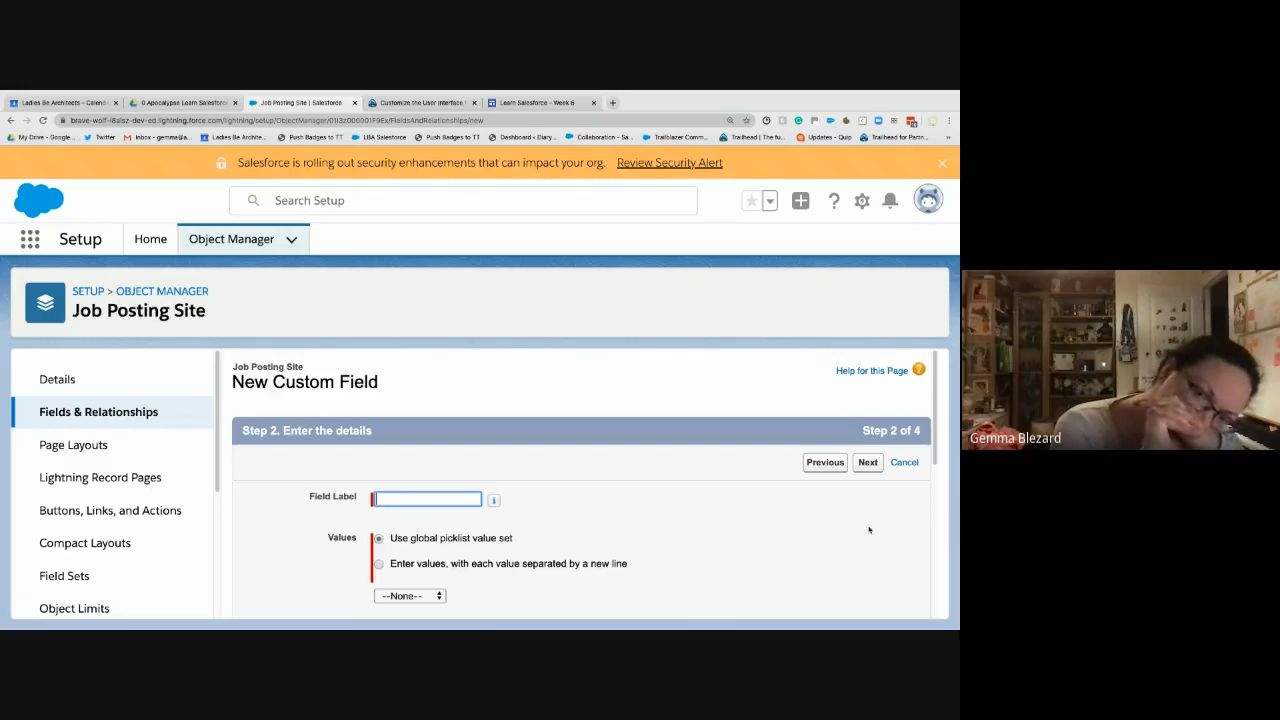 Ladies Be Architects - Calend
0 Apocalypse Learn Salesforce
Job Posting Site | Salesforce
Customize the User Interface
Learn Salesforce - Week 6
brave-wolf-i8alsz-dev-ed.lightning.force.com/lightning/setup/ObjectManager/01I3z000001F9Ex/FieldsAndRelationships/new
My Drive - Google... Twitter Inbox - gemma@a... Ladies Be Archite... Push Badges to TT LBA Salesforce Push Badges to TT Dashboard ‹ Diary... Collaboration - Sa... Trailblazer Comm... Trailhead | The fu... Updates - Quip Trailhead for Partn...
Salesforce is rolling out security enhancements that can impact your org. Review Security Alert
Search Setup
Setup Home Object Manager
SETUP > OBJECT MANAGER
Job Posting Site
Details
Fields & Relationships
Page Layouts
Lightning Record Pages
Buttons, Links, and Actions
Compact Layouts
Field Sets
Object Limits
Job Posting Site
New Custom Field
Help for this Page ?
Step 2. Enter the details Step 2 of 4
Previous Next Cancel
Field Label
i
Values Use global picklist value set
Enter values, with each value separated by a new line
--None--
Gemma Blezard